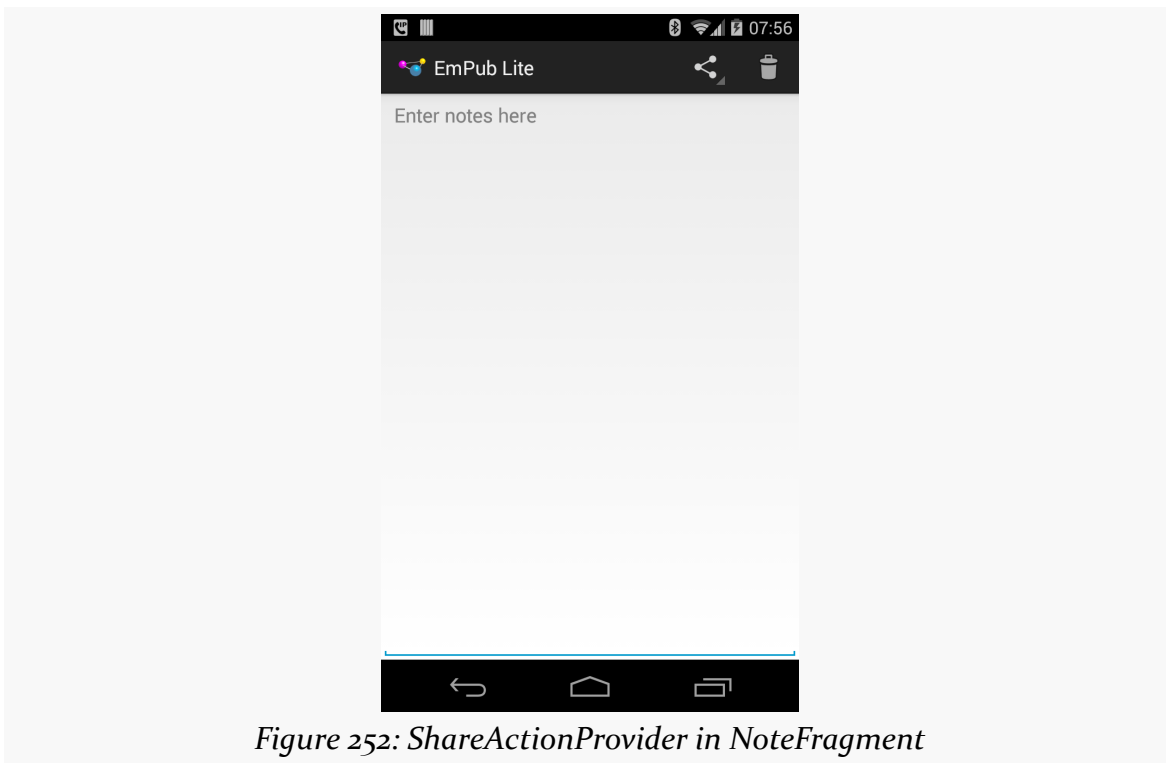 07:56
EmPub Lite
Enter notes here
Figure 252: ShareActionProvider in NoteFragment